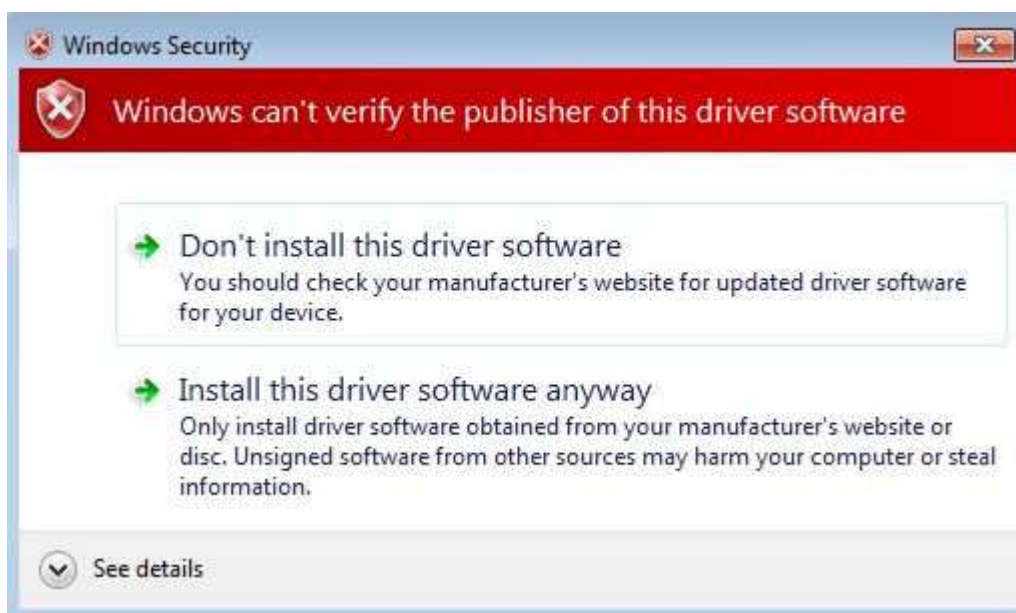 Windows Security
Windows can't verify the publisher of this driver software
Don't install this driver software
You should check your manufacturer's website for updated driver software
for your device.
Install this driver software anyway
Only install driver software obtained from your manufacturer's website or
disc. Unsigned software from other sources may harm your computer or steal
information.
See details